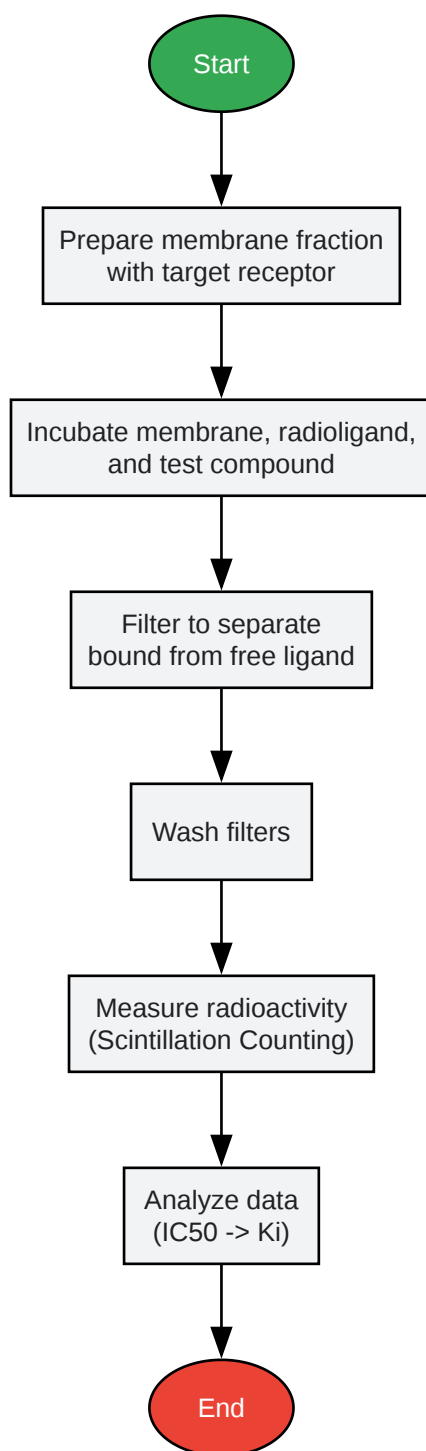 Start
Prepare membrane fraction
with target receptor
Incubate membrane, radioligand,
and test compound
Filter to separate
bound from free ligand
Wash filters
Measure radioactivity
(Scintillation Counting)
Analyze data
(IC50 -> Ki)
End